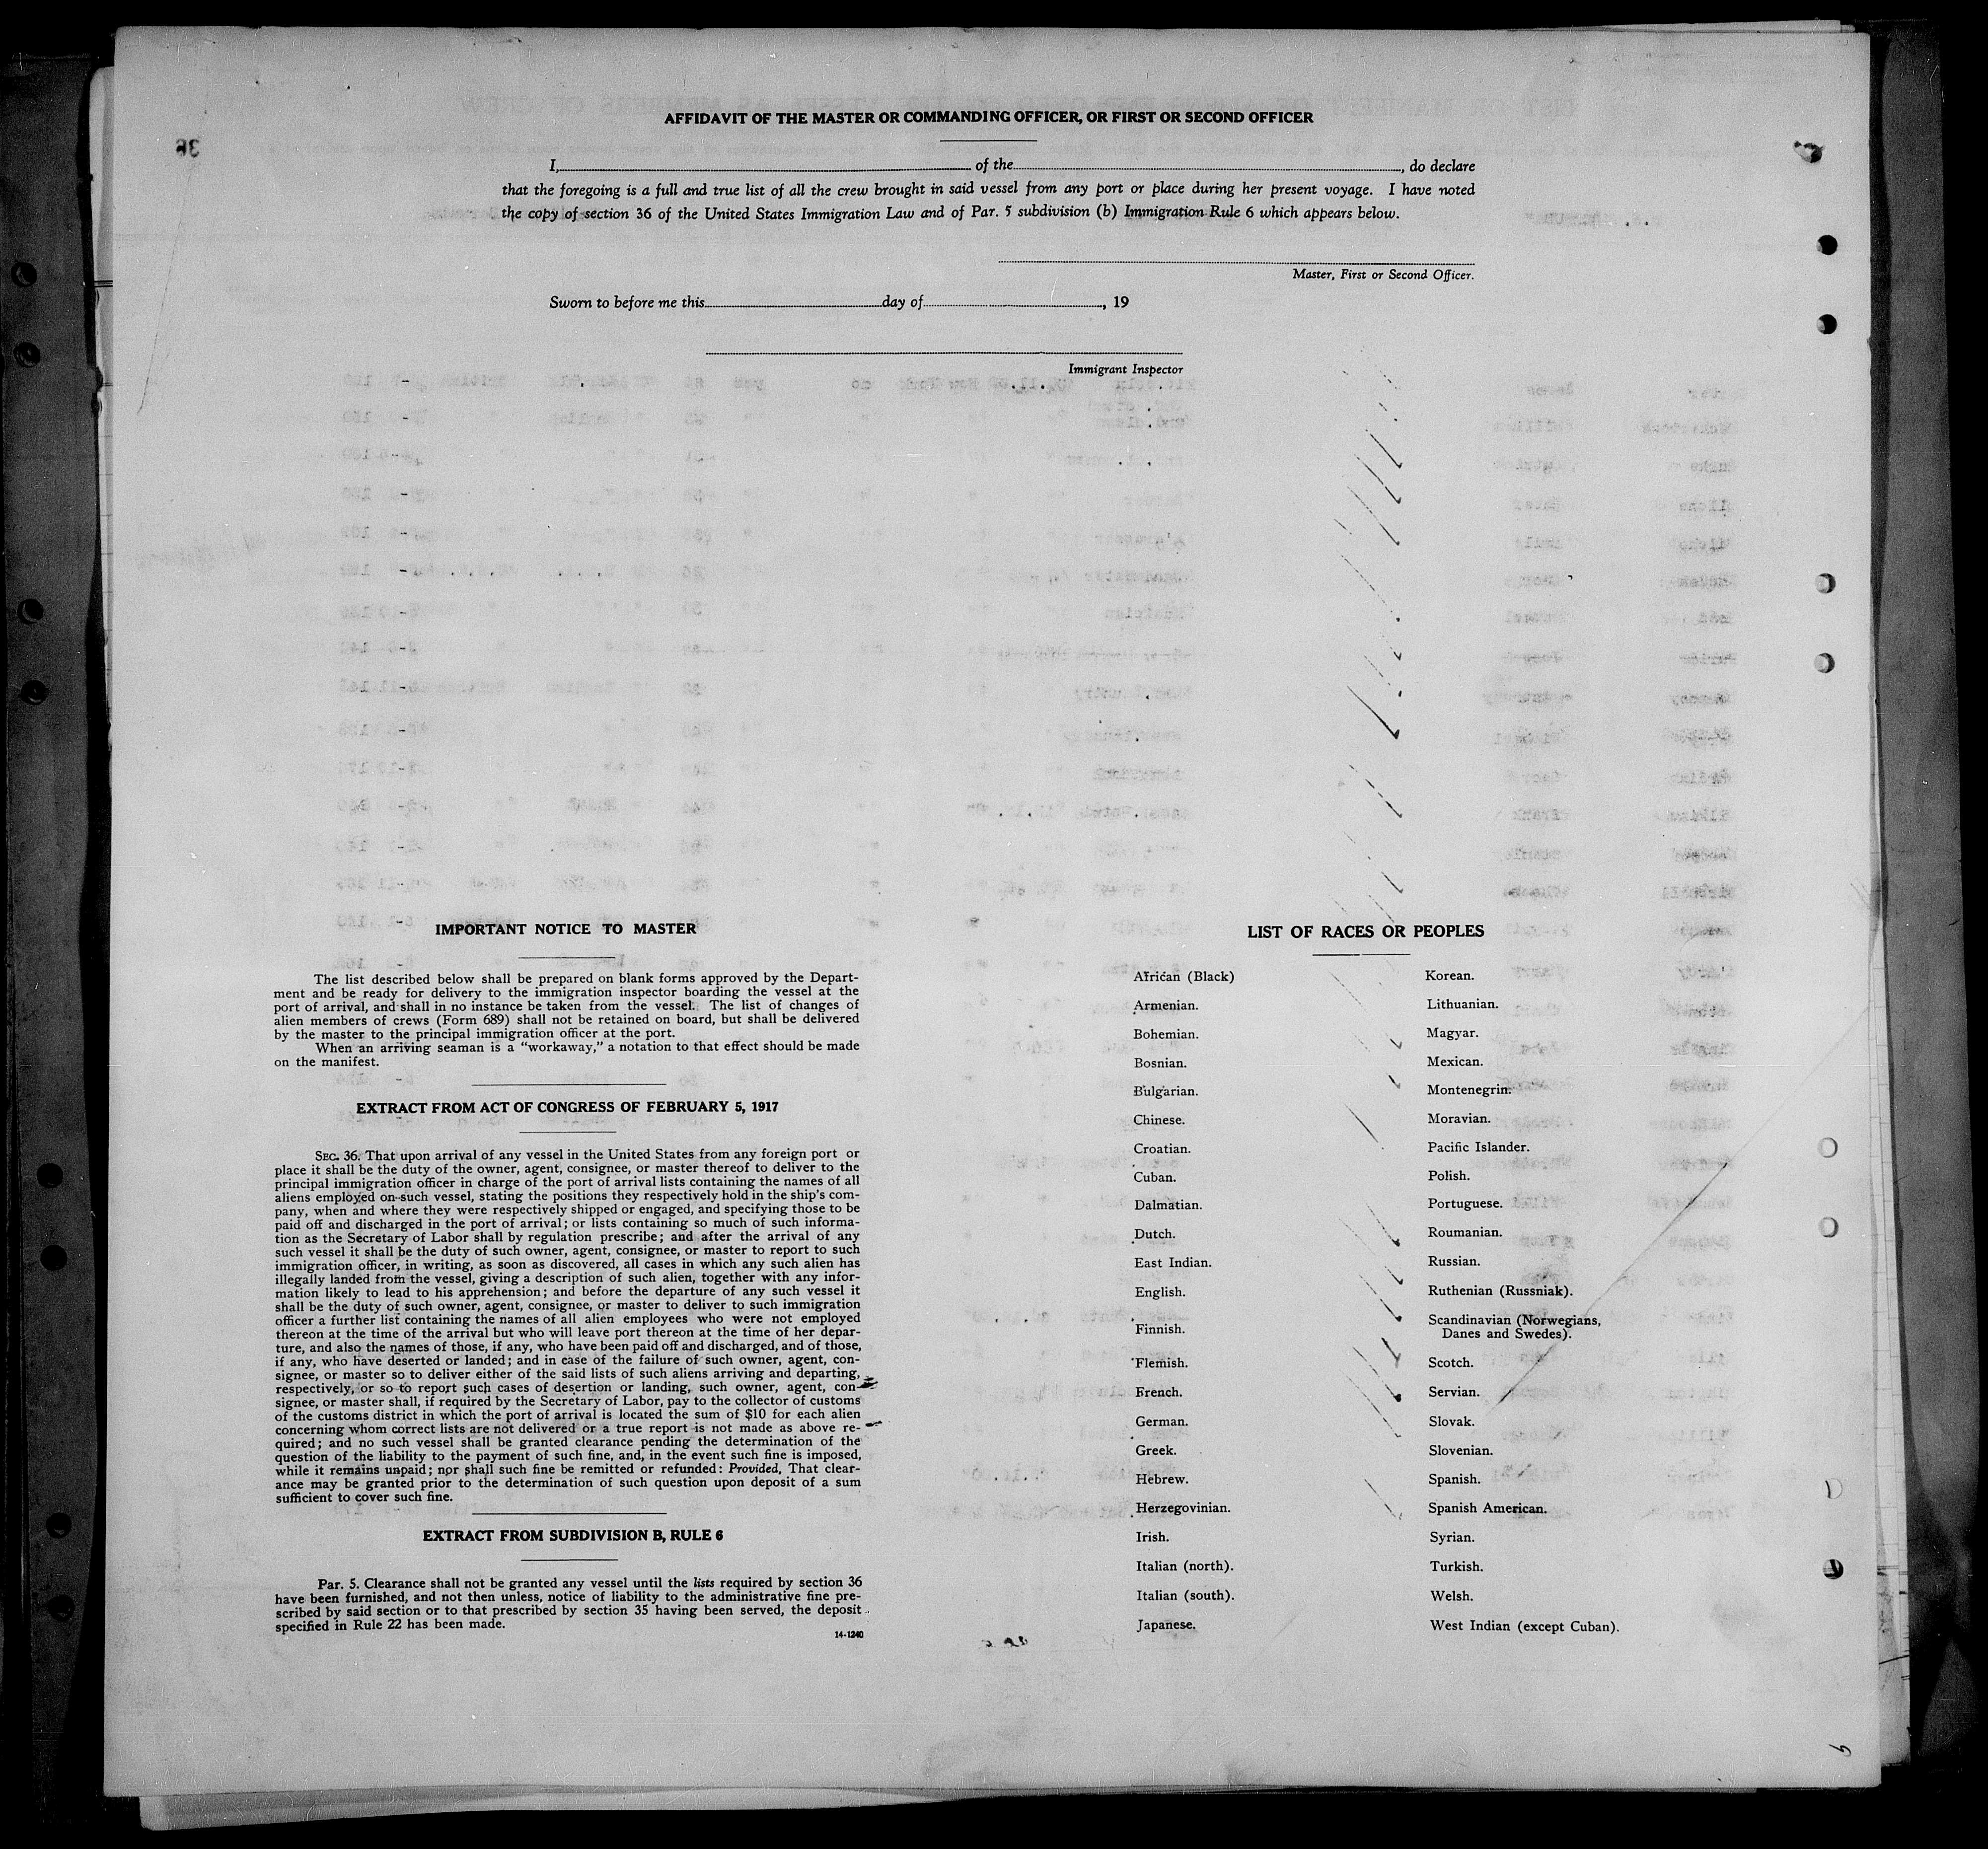 AFFIDAVIT OF THE MASTER OR COMMANDING OFFICER, OR FIRST OR SECOND OFFICER
I, of the , do declare
that the foregoing is a full and true list of all the crew brought in said vessel from any port or place during her present voyage. I have noted
the copy of section 36 of the United States Immigration Law and of Par. 5 subdivision (b) Immigration Rule 6 which appears below.
Master, First or Second Officer.
Sworn to before me this day of , 19
Immigrant Inspector
IMPORTANT NOTICE TO MASTER
The list described below shall be prepared on blank forms approved by the Depart-
ment and be ready for delivery to the immigration inspector boarding the vessel at the
port of arrival, and shall in no instance be taken from the vessel. The list of changes of
alien members of crews (Form 689) shall not be retained on board, but shall be delivered
by the master to the principal immigration officer at the port.
When an arriving seaman is a "workaway," a notation to that effect should be made
on the manifest.
EXTRACT FROM ACT OF CONGRESS OF FEBRUARY 5, 1917
SEC. 36. That upon arrival of any vessel in the United States from any foreign port or
place it shall be the duty of the owner, agent, consignee, or master thereof to deliver to the
principal immigration officer in charge of the port of arrival lists containing the names of all
aliens employed on such vessel, stating the positions they respectively hold in the ship's com-
pany, when and where they were respectively shipped or engaged, and specifying those to be
paid off and discharged in the port of arrival; or lists containing so much of such informa-
tion as the Secretary of Labor shall by regulation prescribe; and after the arrival of any
such vessel it shall be the duty of such owner, agent, consignee, or master to report to such
immigration officer, in writing, as soon as discovered, all cases in which any such alien has
illegally landed from the vessel, giving a description of such alien, together with any infor-
mation likely to lead to his apprehension; and before the departure of any such vessel it
shall be the duty of such owner, agent, consignee, or master to deliver to such immigration
officer a further list containing the names of all alien employees who were not employed
thereon at the time of the arrival but who will leave port thereon at the time of her depar-
ture, and also the names of those, if any, who have been paid off and discharged, and of those,
if any, who have deserted or landed; and in case of the failure of such owner, agent, con-
signee, or master so to deliver either of the said lists of such aliens arriving and departing,
respectively, or so to report such cases of desertion or landing, such owner, agent, con-
signee, or master shall, if required by the Secretary of Labor, pay to the collector of customs
of the customs district in which the port of arrival is located the sum of $10 for each alien
concerning whom correct lists are not delivered or a true report is not made as above re-
quired; and no such vessel shall be granted clearance pending the determination of the
question of the liability to the payment of such fine, and, in the event such fine is imposed,
while it remains unpaid; nor shall such fine be remitted or refunded: Provided, That clear-
ance may be granted prior to the determination of such question upon deposit of a sum
sufficient to cover such fine.
EXTRACT FROM SUBDIVISION B, RULE 6
Par. 5. Clearance shall not be granted any vessel until the lists required by section 36
have been furnished, and not then unless, notice of liability to the administrative fine pre-
scribed by said section or to that prescribed by section 35 having been served, the deposit
specified in Rule 22 has been made.
14-1240
LIST OF RACES OR PEOPLES
African (Black)
Armenian.
Bohemian.
Bosnian.
Bulgarian.
Chinese.
Croatian.
Cuban.
Dalmatian.
Dutch.
East Indian.
English.
Finnish.
Flemish.
French.
German.
Greek.
Hebrew.
Herzegovinian.
Irish.
Italian (north).
Italian (south).
Japanese.
Korean.
Lithuanian.
Magyar.
Mexican.
Montenegrin.
Moravian.
Pacific Islander.
Polish.
Portuguese.
Roumanian.
Russian.
Ruthenian (Russniak).
Scandinavian (Norwegians,
Danes and Swedes).
Scotch.
Servian.
Slovak.
Slovenian.
Spanish.
Spanish American.
Syrian.
Turkish.
Welsh.
West Indian (except Cuban).